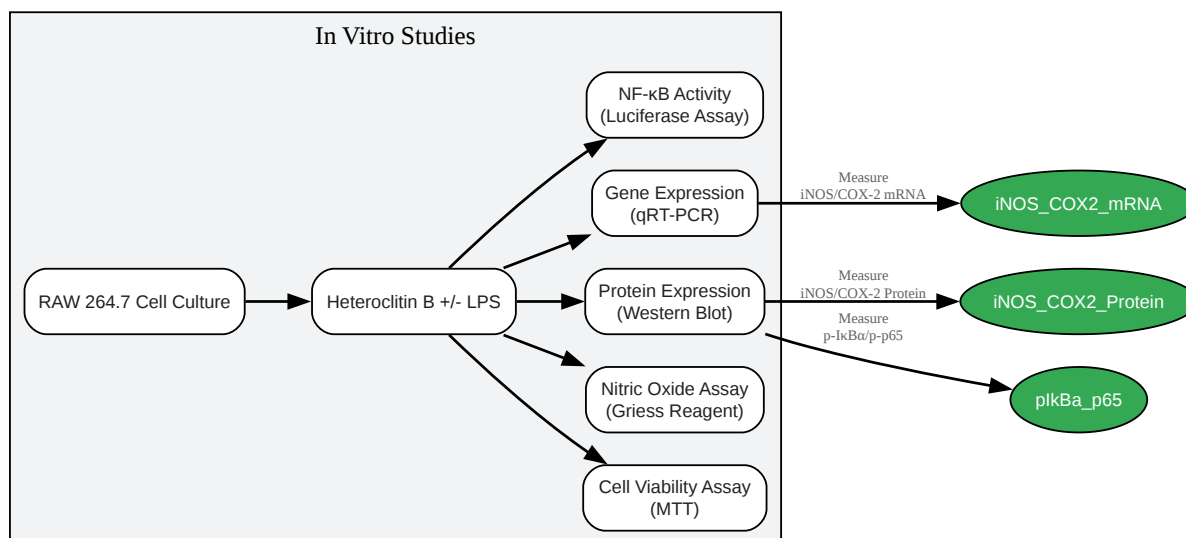 In Vitro Studies
NF-κB Activity
(Luciferase Assay)
Gene Expression
(qRT-PCR)
Measure
iNOS/COX-2 mRNA
iNOS_COX2_mRNA
RAW 264.7 Cell Culture
Heteroclitin B +/- LPS
Protein Expression
(Western Blot)
Measure
iNOS/COX-2 Protein
iNOS_COX2_Protein
Measure
p-IκBα/p-p65
Nitric Oxide Assay
(Griess Reagent)
pIkBa_p65
Cell Viability Assay
(MTT)